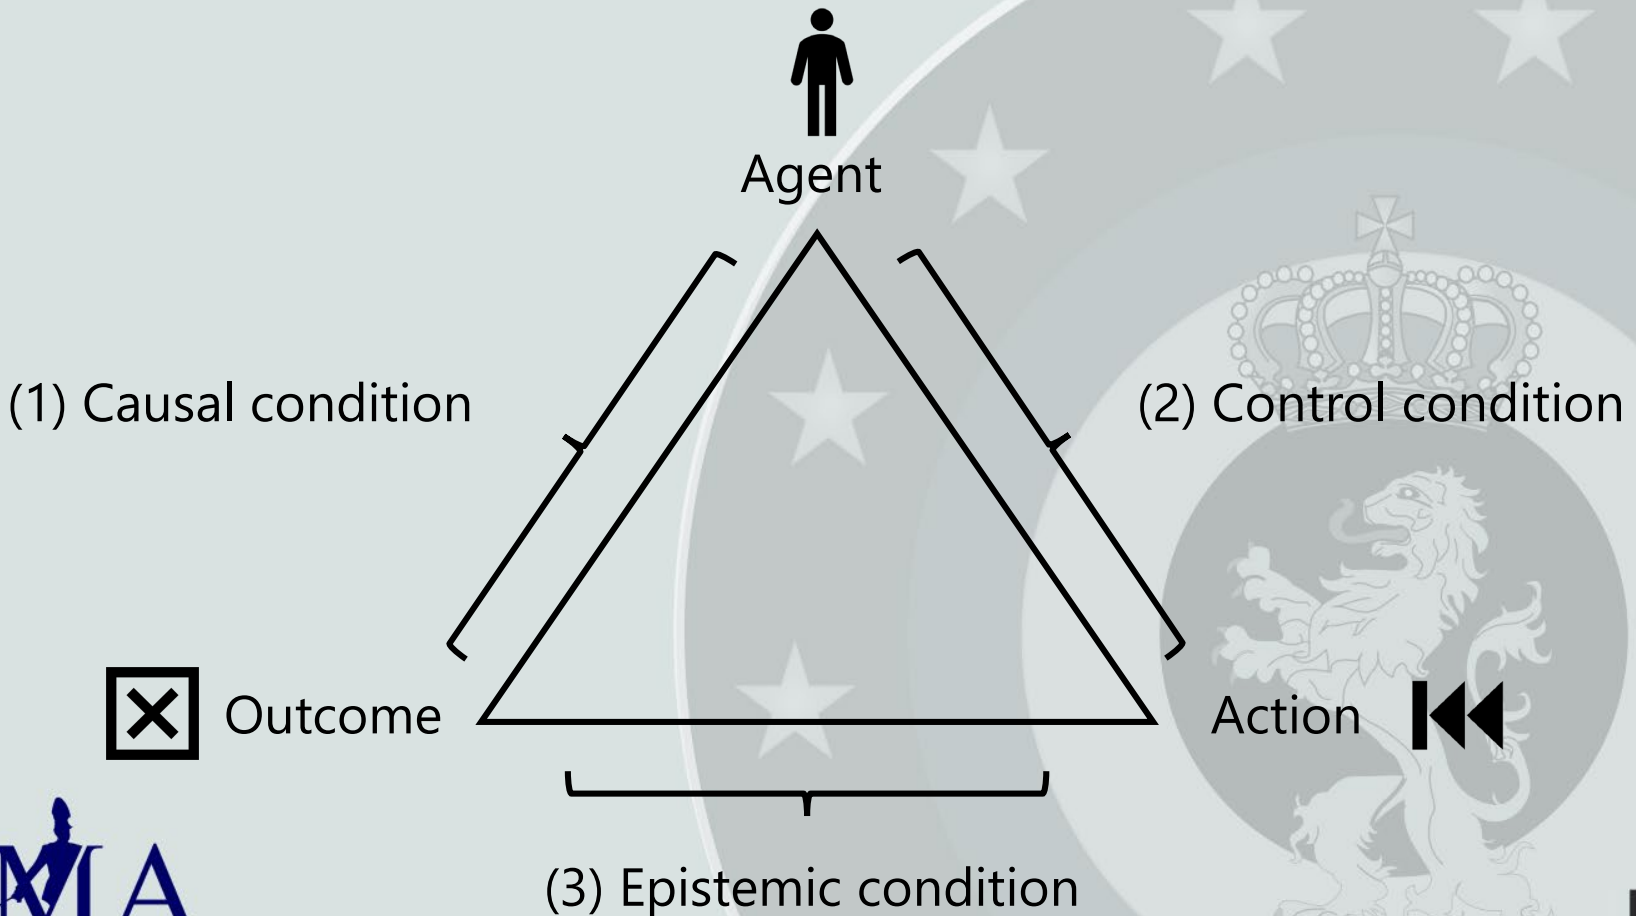 Agent
(1) Causal condition
(2) Control condition
Outcome
Action
(3) Epistemic condition